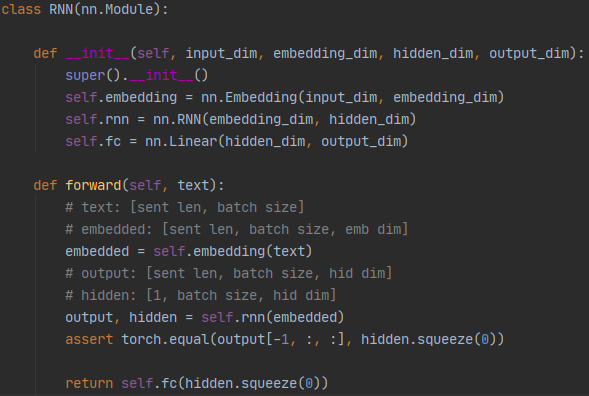 class RNN(nn.Module):
def __init__(self, input_dim, embedding_dim, hidden_dim, output_dim):
super().__init__()
self.embedding = nn.Embedding(input_dim, embedding_dim)
self.rnn = nn.RNN(embedding_dim, hidden_dim)
self.fc = nn.Linear(hidden_dim, output_dim)
def forward(self, text):
# text: [sent len, batch size]
# embedded: [sent len, batch size, emb dim]
embedded = self.embedding(text)
# output: [sent len, batch size, hid dim]
# hidden: [1, batch size, hid dim]
output, hidden = self.rnn(embedded)
assert torch.equal(output[-1, :, :], hidden.squeeze(0))
return self.fc(hidden.squeeze(0))